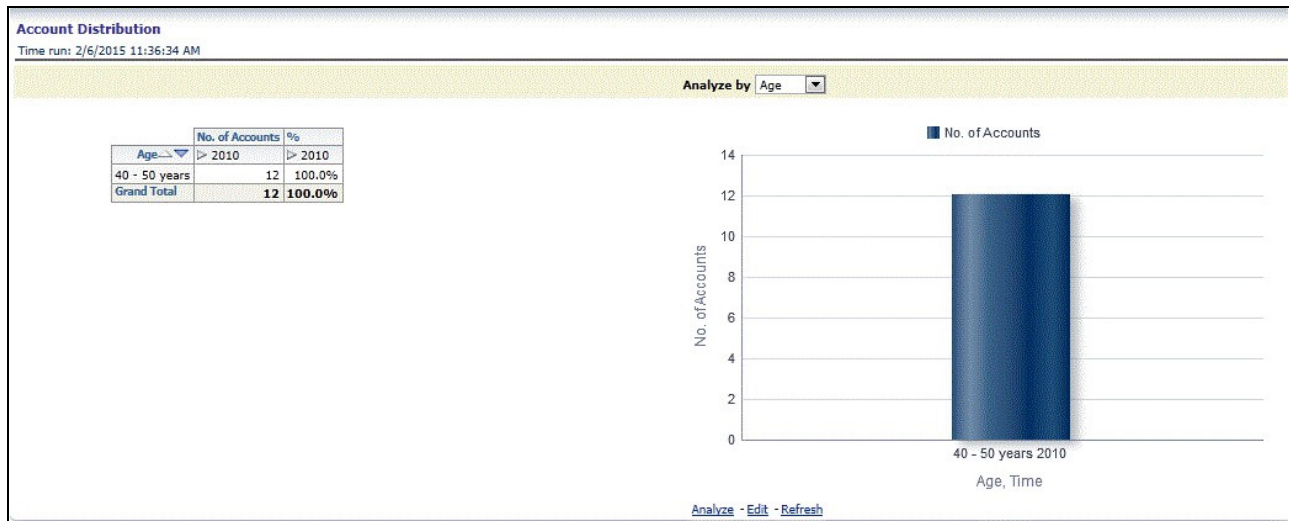 Account Distribution
Time run: 2/6/2015 11:36:34 AM
Analyze by Age
No. of Accounts %
Age 2010 2010
40 - 50 years 12 100.0%
Grand Total 12 100.0%
No. of Accounts
14
12
10
8
6
4
2
0
No. of Accounts
40 - 50 years 2010
Age, Time
Analyze - Edit - Refresh